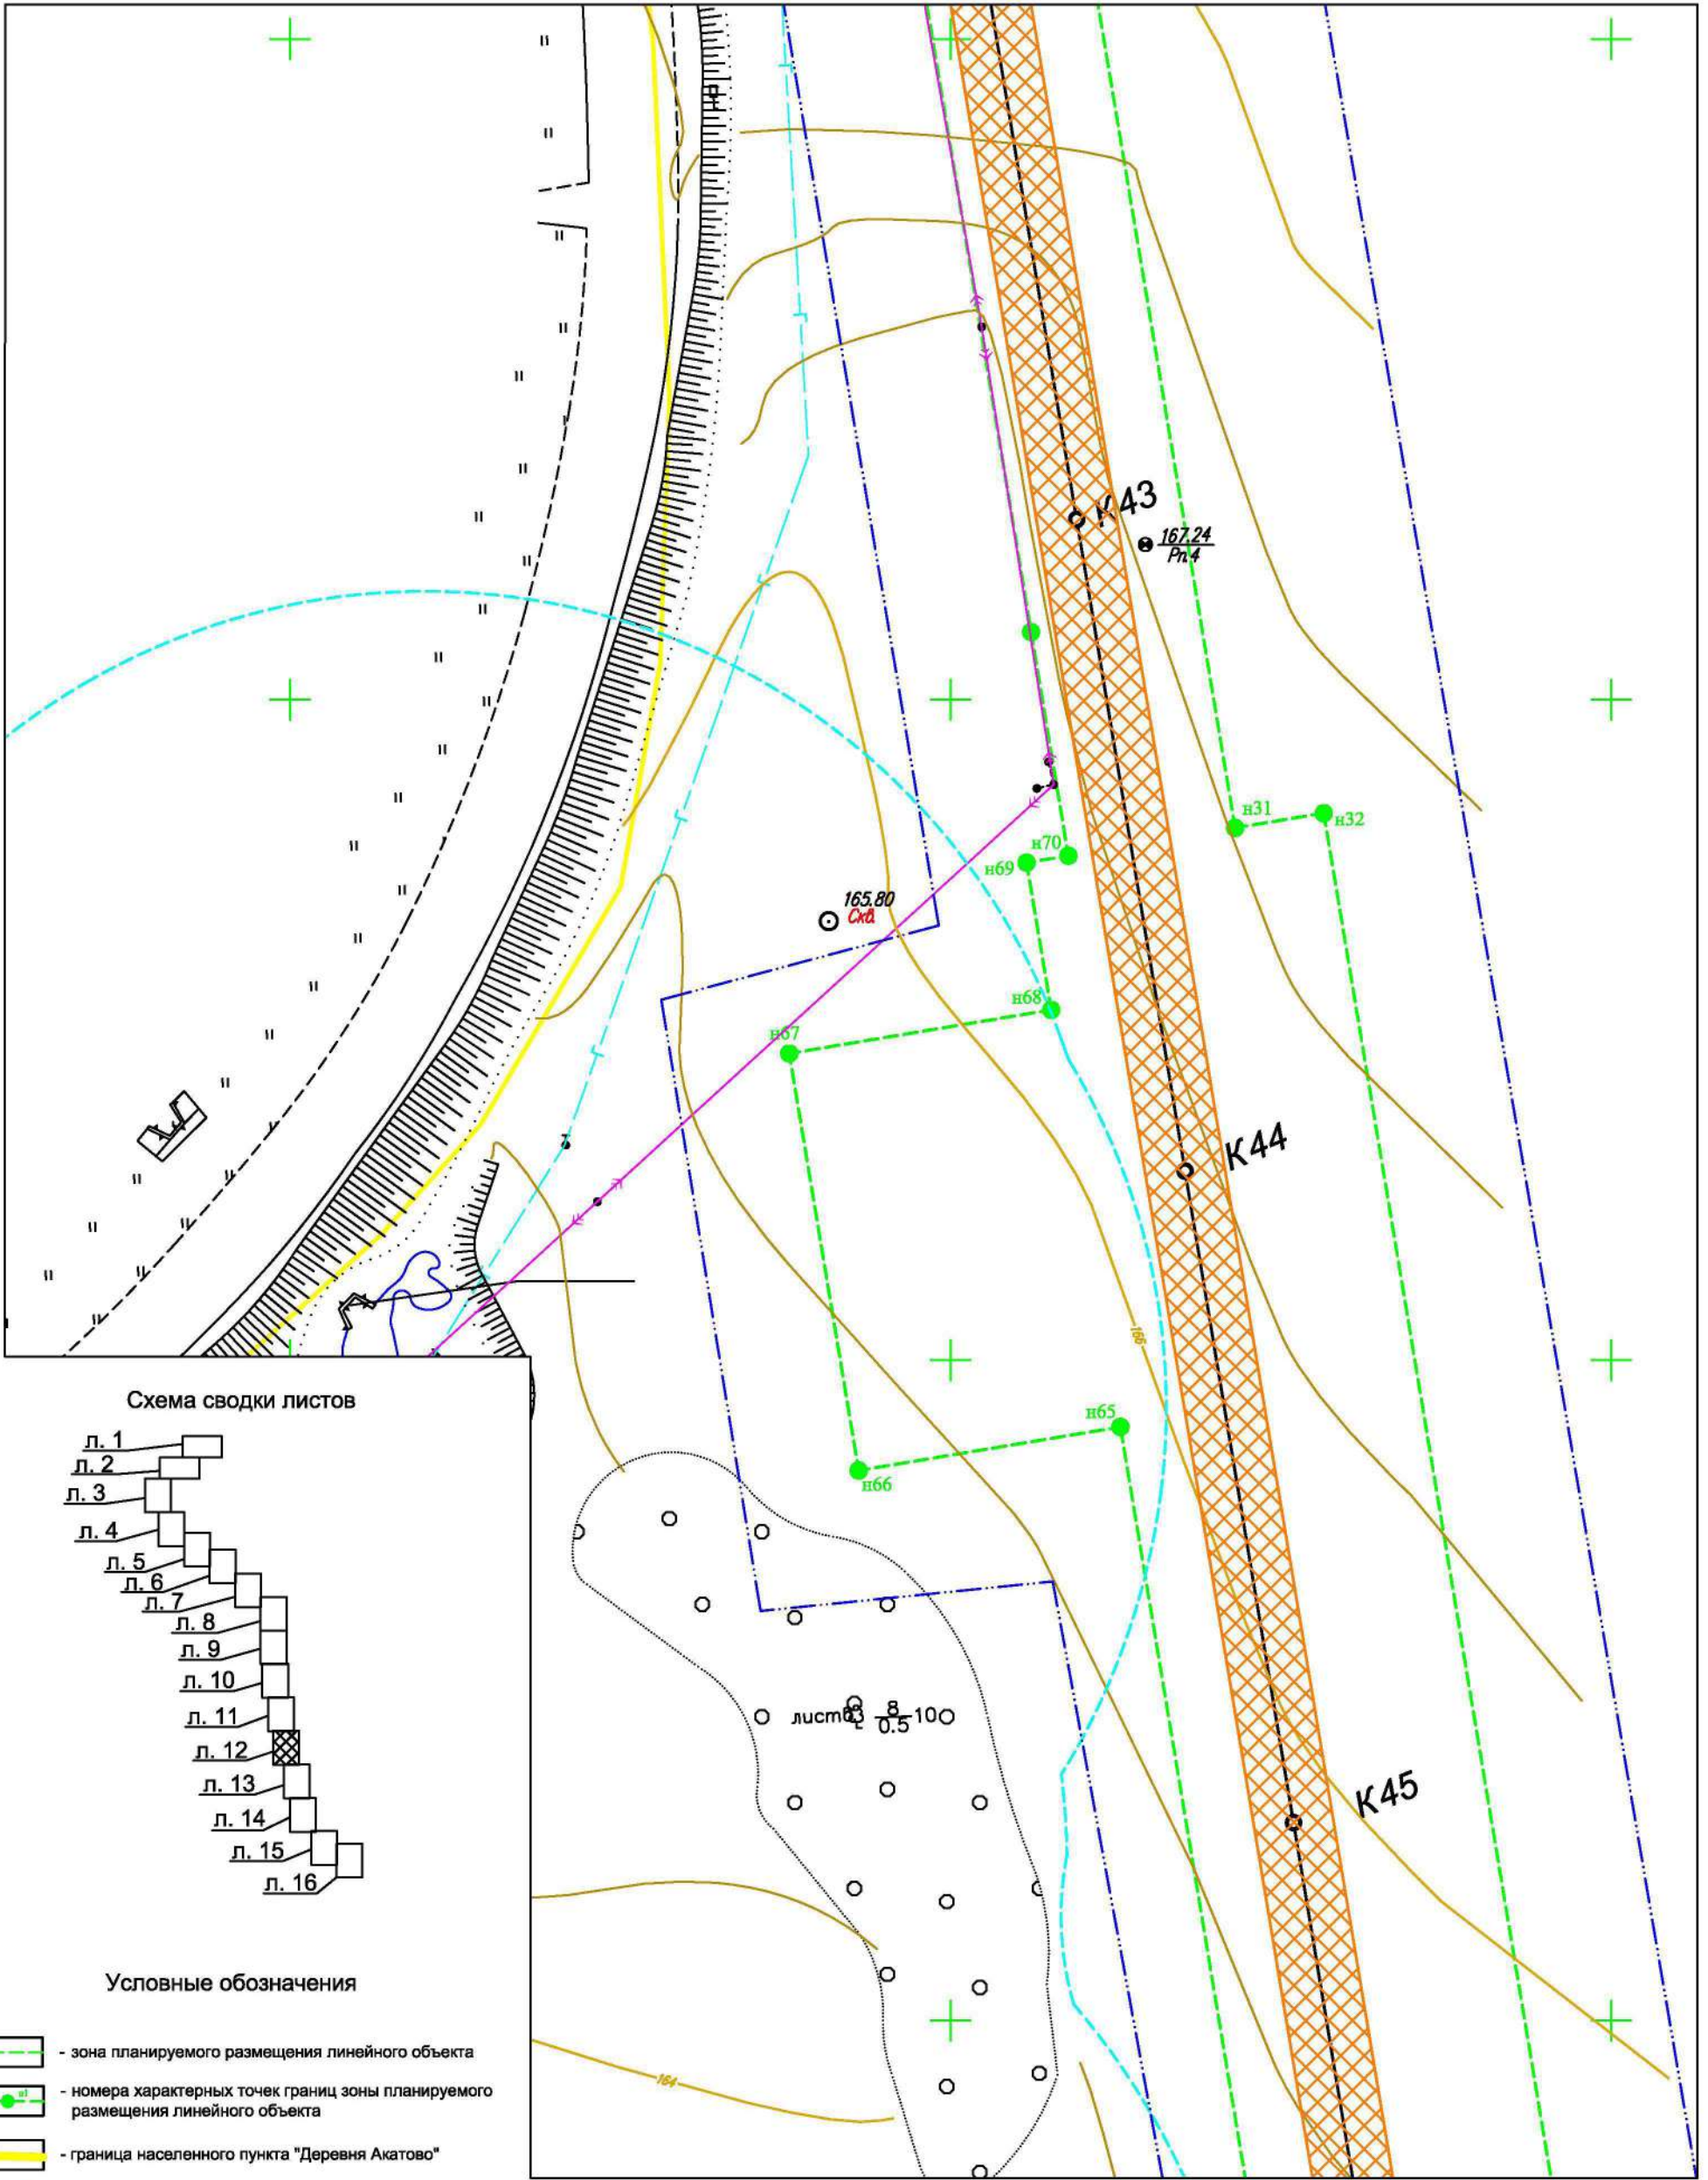 К43
167.24
Рп.4
н31
н32
н70
н69
165.80
Скв.
н68
н67
К44
166
н65
н66
Схема сводки листов
л. 1
л. 2
л. 3
л. 4
л. 5
л. 6
л. 7
л. 8
л. 9
л. 10
л. 11
л. 12
л. 13
л. 14
л. 15
л. 16
листв 8 10
0.5
К45
164
Условные обозначения
- зона планируемого размещения линейного объекта
- номера характерных точек границ зоны планируемого
размещения линейного объекта
- граница населенного пункта "Деревня Акатово"